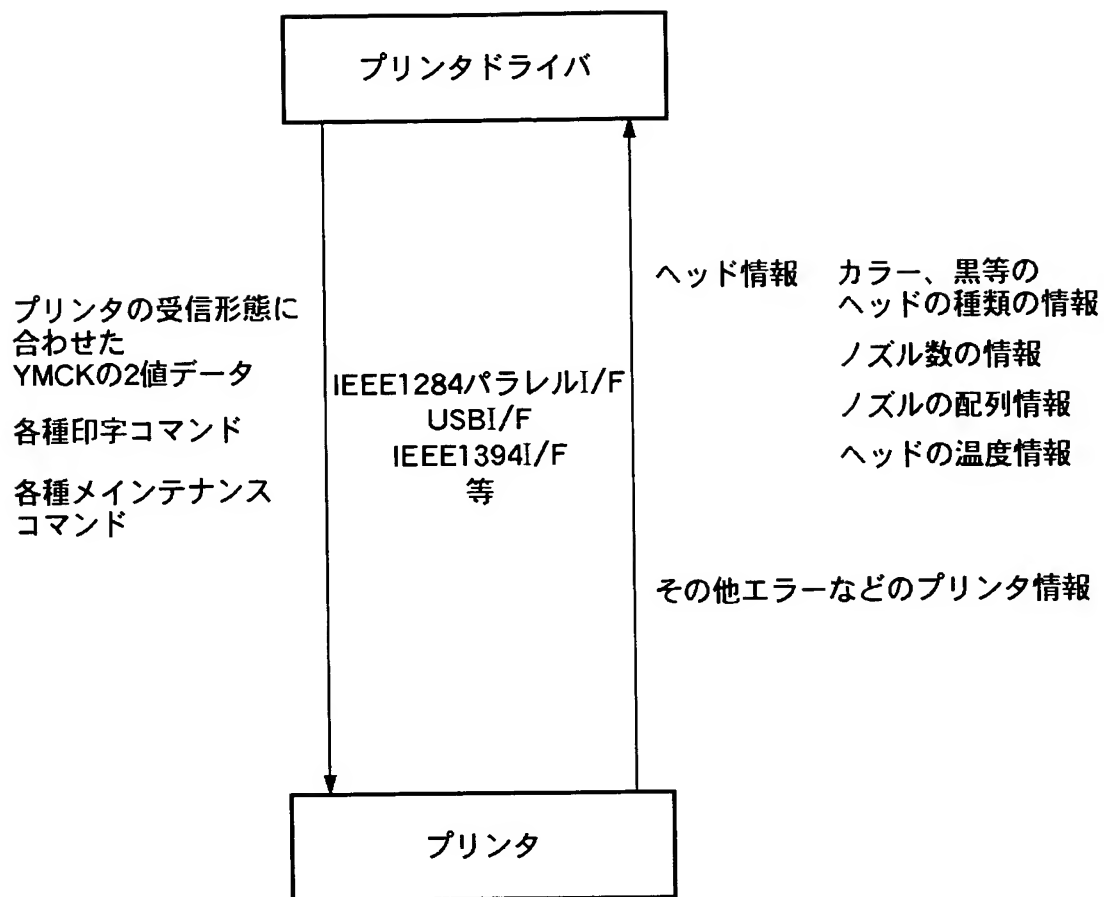 プリンタドライバ
プリンタの受信形態に
合わせた
YMCKの2値データ
各種印字コマンド
各種メインテナンス
コマンド
IEEE1284パラレルI/F
USBI/F
IEEE1394I/F
等
ヘッド情報 カラー、黒等の
ヘッドの種類の情報
ノズル数の情報
ノズルの配列情報
ヘッドの温度情報
その他エラーなどのプリンタ情報
プリンタ